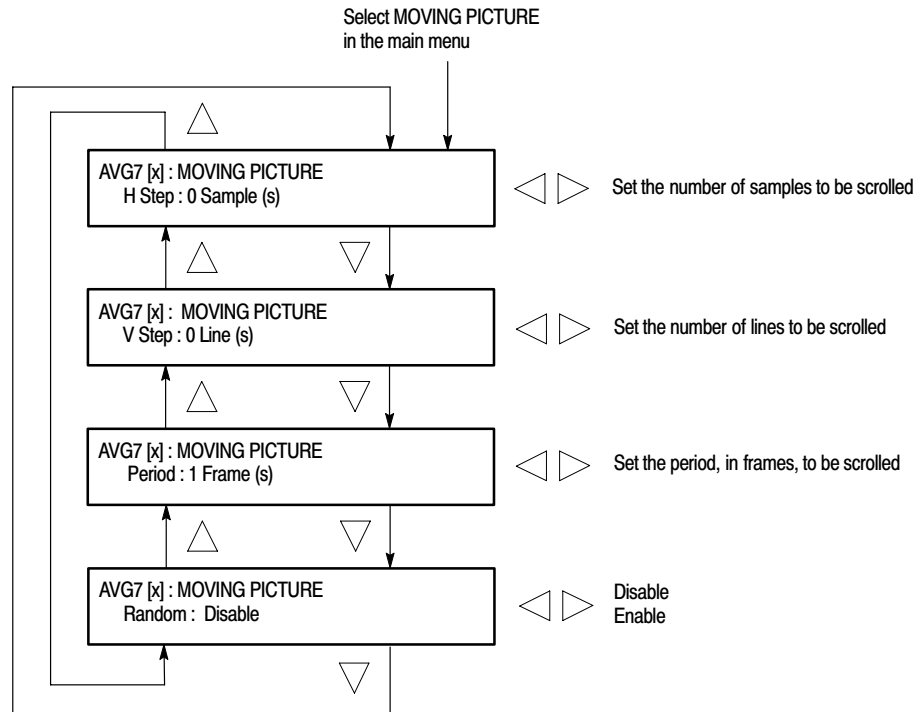 Select MOVING PICTURE
in the main menu
AVG7 [x] : MOVING PICTURE
H Step : 0 Sample (s)
Set the number of samples to be scrolled
AVG7 [x] : MOVING PICTURE
V Step : 0 Line (s)
Set the number of lines to be scrolled
AVG7 [x] : MOVING PICTURE
Period : 1 Frame (s)
Set the period, in frames, to be scrolled
AVG7 [x] : MOVING PICTURE
Random : Disable
Disable
Enable